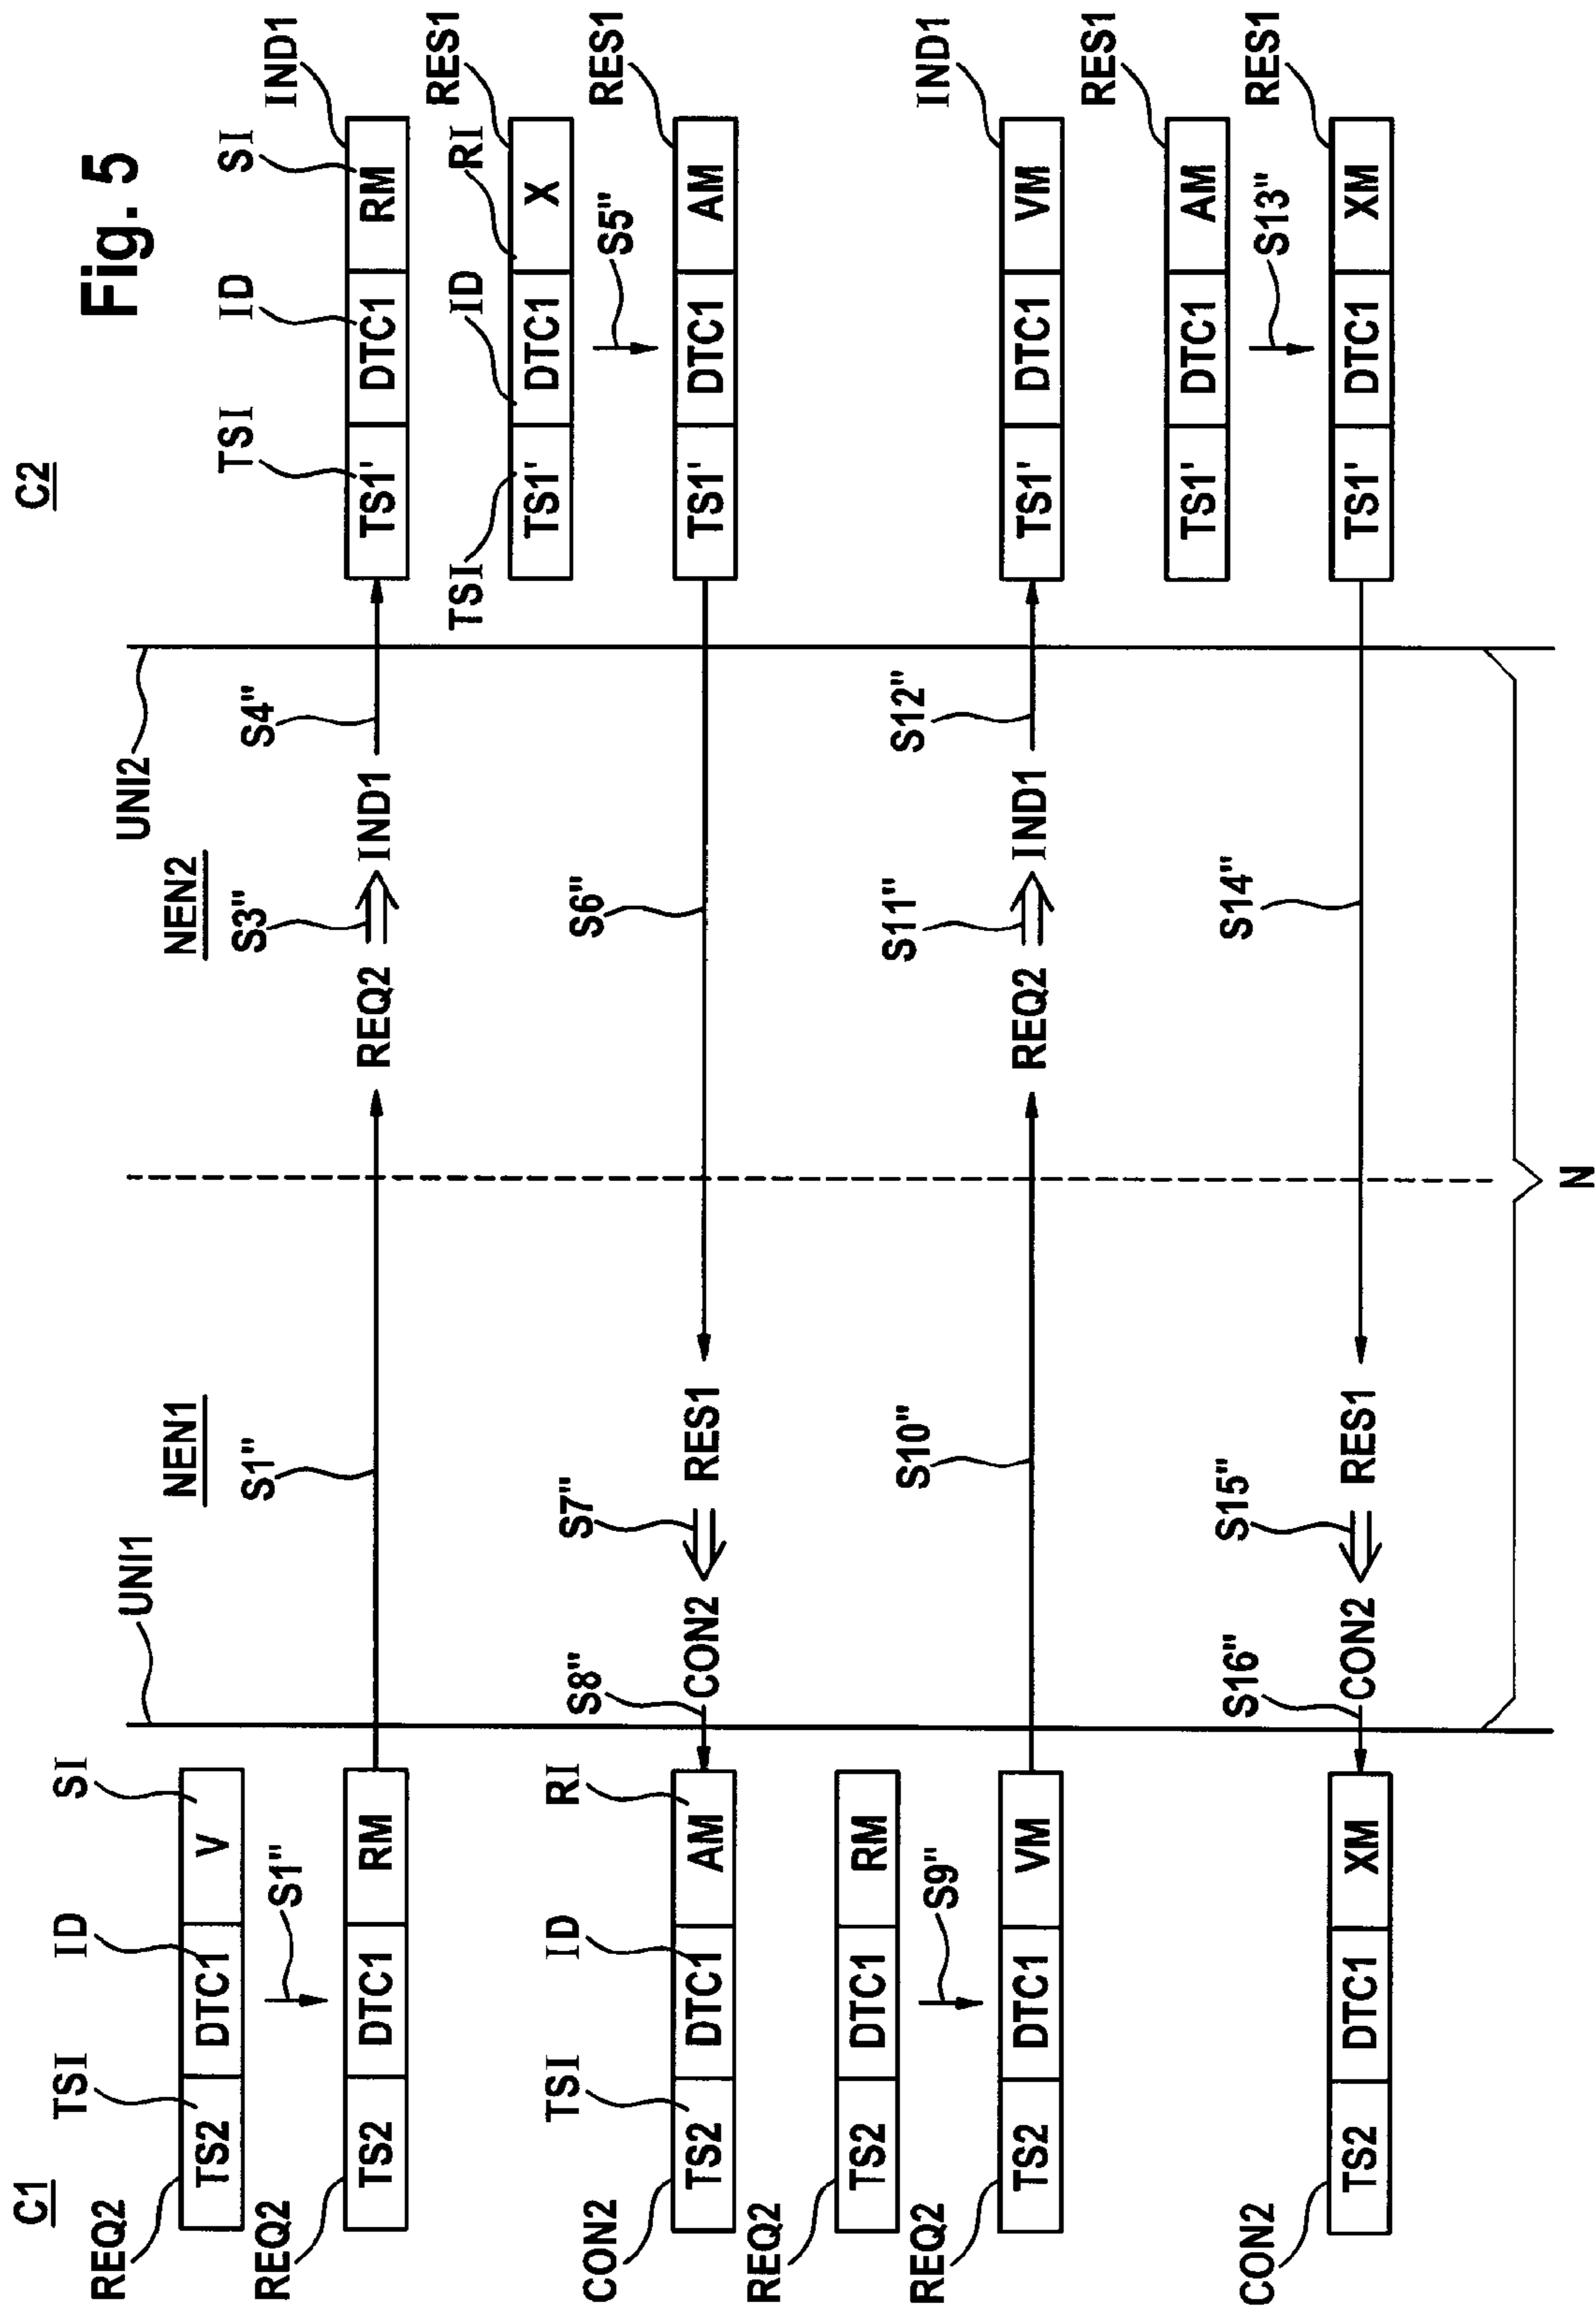 Fig. 5
C1
C2
NEN1
NEN2
UNI1
UNI2
TSI
ID
SI
REQ2
TS2 DTC1 V
S1"
REQ2
TS2 DTC1 RM
S1"
REQ2
S3"
IND1
S4"
TSI
ID
SI
IND1
TS1' DTC1 RM
TSI
ID
RI
RES1
TS1' DTC1 X
S5"
RES1
TS1' DTC1 AM
S6"
RES1
S7"
CON2
S8"
TSI
ID
RI
CON2
TS2 DTC1 AM
REQ2
TS2 DTC1 RM
S9"
REQ2
TS2 DTC1 VM
S10"
REQ2
S11"
IND1
S12"
IND1
TS1' DTC1 VM
RES1
TS1' DTC1 AM
S13"
RES1
TS1' DTC1 XM
S14"
RES1
S15"
CON2
S16"
CON2
TS2 DTC1 XM
N